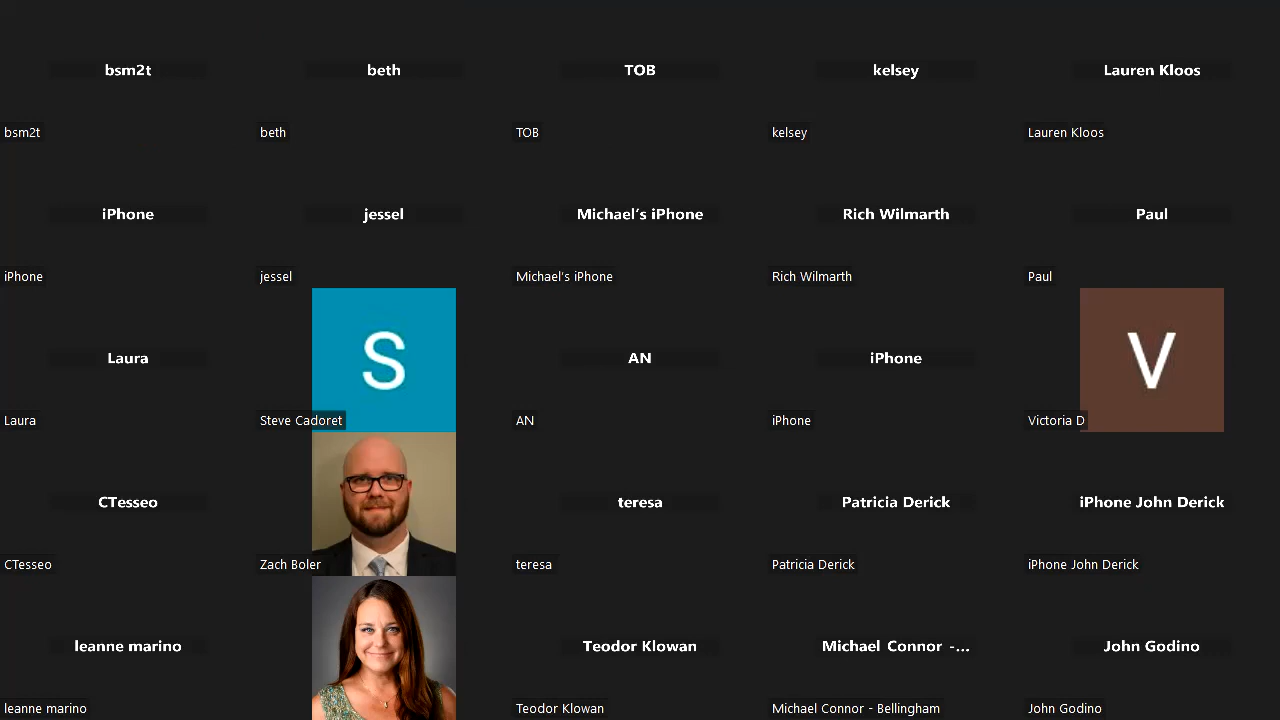 bsm2t
beth
TOB
kelsey
Lauren Kloos
bsm2t
beth
TOB
kelsey
Lauren Kloos
iPhone
jessel
Michael's iPhone
Rich Wilmarth
Paul
iPhone
jessel
Michael's iPhone
Rich Wilmarth
Paul
Laura
S
AN
iPhone
V
Laura
Steve Cadoret
AN
iPhone
Victoria D
CTesseo
teresa
Patricia Derick
iPhone John Derick
CTesseo
Zach Boler
teresa
Patricia Derick
iPhone John Derick
leanne marino
Teodor Klowan
Michael Connor -...
John Godino
leanne marino
Teodor Klowan
Michael Connor - Bellingham
John Godino